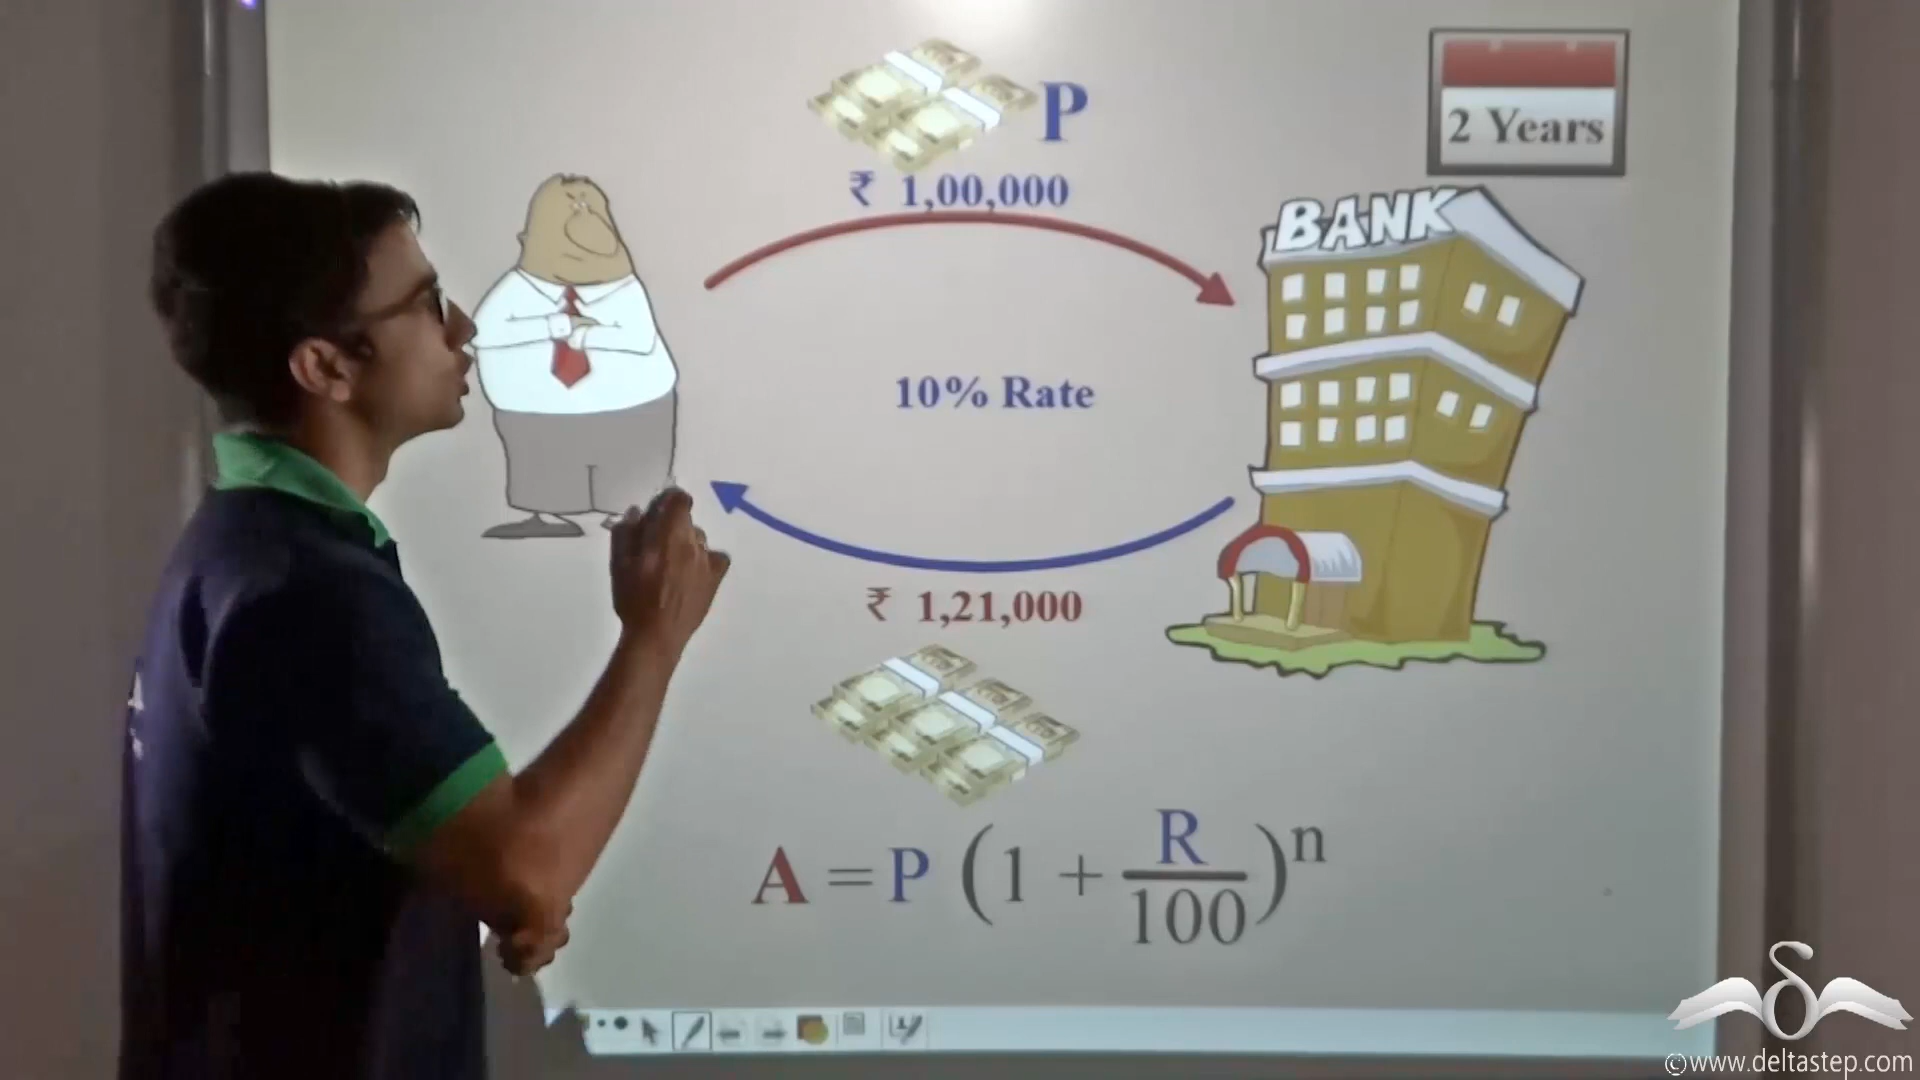 P
₹ 1,00,000
2 Years
BANK
10% Rate
₹ 1,21,000
A = P (1 + R/100)ⁿ
©www.deltastep.com